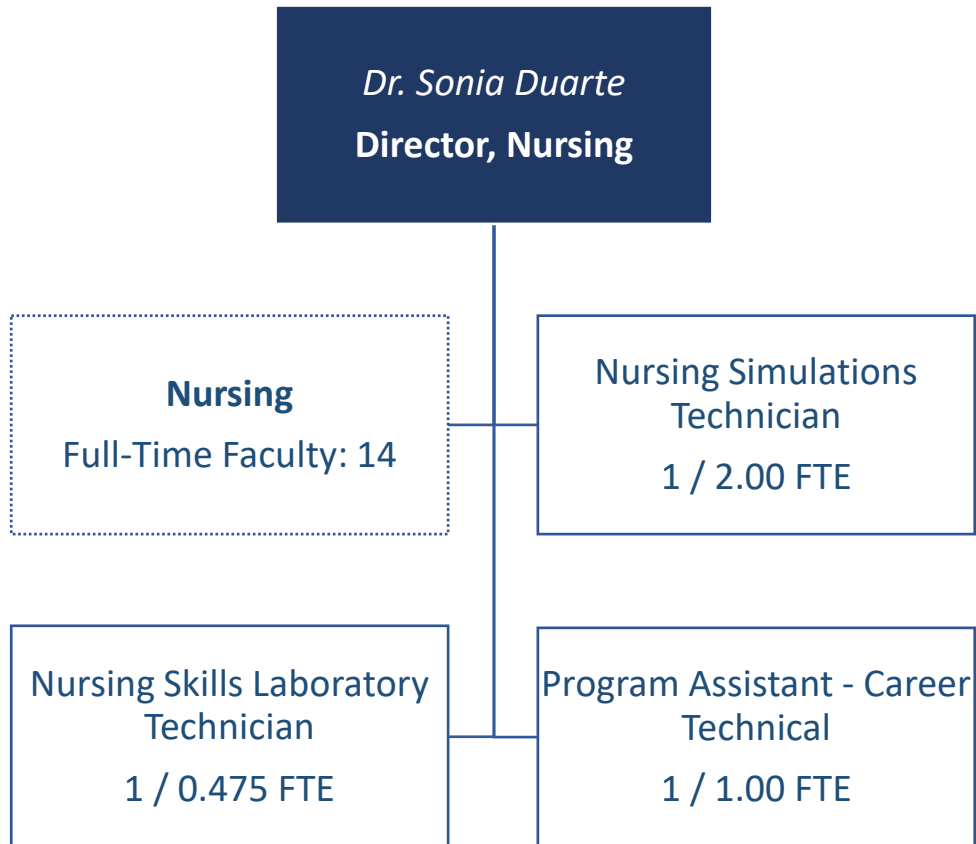 Dr. Sonia Duarte
Director, Nursing
Nursing
Full-Time Faculty: 14
Nursing Simulations
Technician
1 / 2.00 FTE
Nursing Skills Laboratory
Technician
1 / 0.475 FTE
Program Assistant - Career
Technical
1 / 1.00 FTE